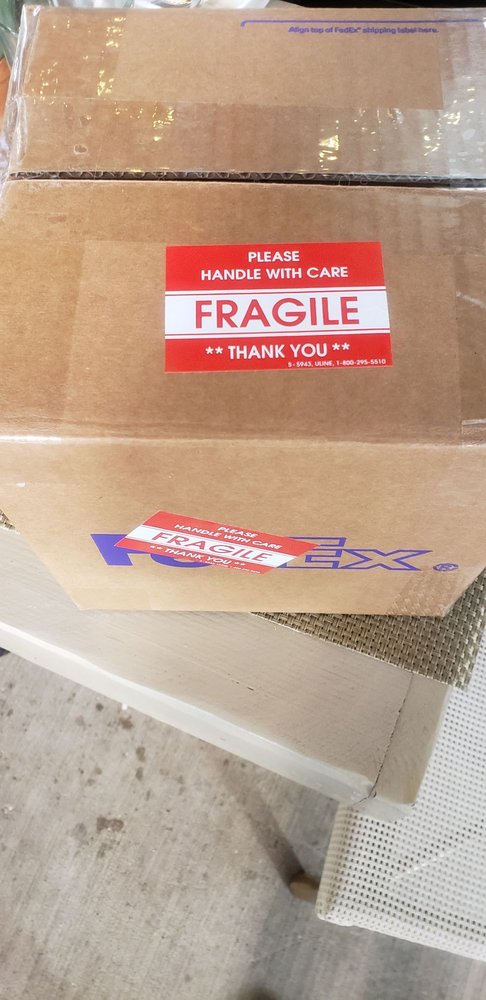 Align top of FedEx® shipping label here.
PLEASE
HANDLE WITH CARE
FRAGILE
** THANK YOU **
S - 5943, ULINE, 1-800-295-5510
PLEASE
HANDLE WITH CARE
FRAGILE
** THANK YOU **
Ex®